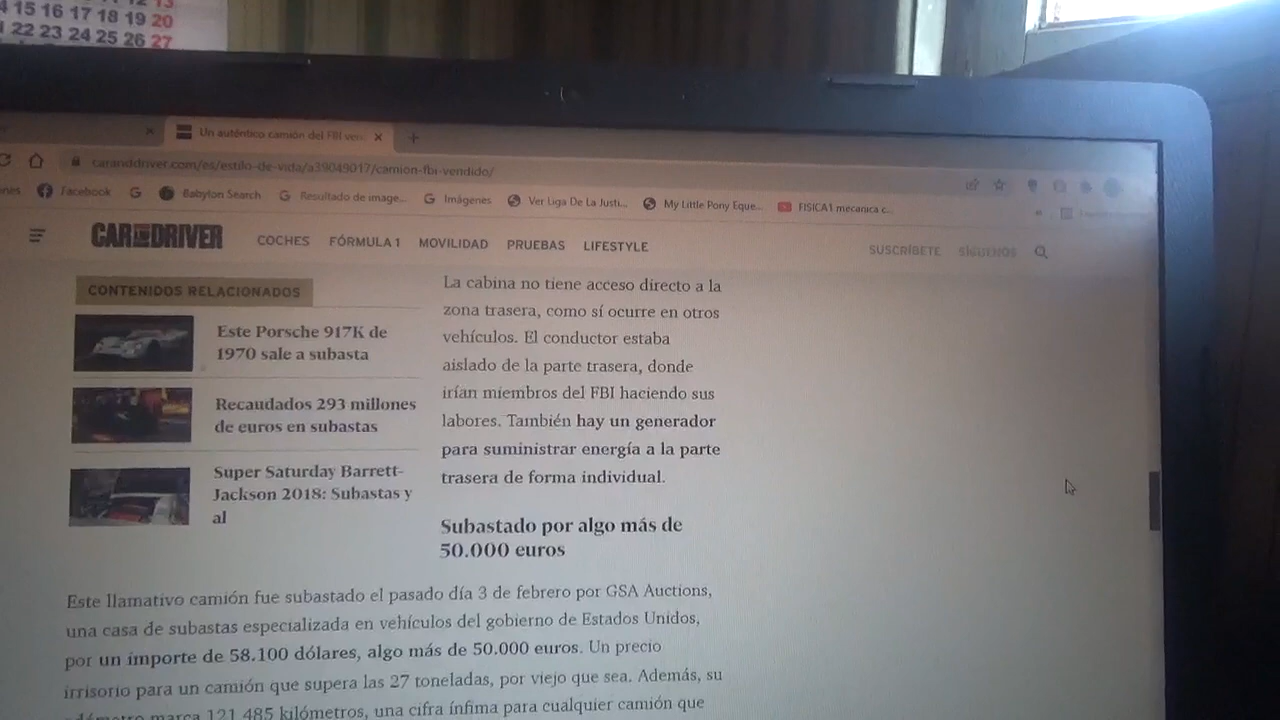 12 13
15 16 17 18 19 20
22 23 24 25 26 27
Un auténtico camión del FBI ven
caranddriver.com/es/estilo-de-vida/a39049017/camion-fbi-vendido/
Facebook G Babylon Search G Resultado de image... G Imágenes Ver Liga De La Justi... My Little Pony Eque... FISICA1 mecanica c...
CAR AND DRIVER COCHES FÓRMULA 1 MOVILIDAD PRUEBAS LIFESTYLE SUSCRÍBETE SÍGUENOS
CONTENIDOS RELACIONADOS
Este Porsche 917K de
1970 sale a subasta
Recaudados 293 millones
de euros en subastas
Super Saturday Barrett-
Jackson 2018: Subastas y
al
La cabina no tiene acceso directo a la
zona trasera, como sí ocurre en otros
vehículos. El conductor estaba
aislado de la parte trasera, donde
irían miembros del FBI haciendo sus
labores. También hay un generador
para suministrar energía a la parte
trasera de forma individual.
Subastado por algo más de
50.000 euros
Este llamativo camión fue subastado el pasado día 3 de febrero por GSA Auctions,
una casa de subastas especializada en vehículos del gobierno de Estados Unidos,
por un importe de 58.100 dólares, algo más de 50.000 euros. Un precio
irrisorio para un camión que supera las 27 toneladas, por viejo que sea. Además, su
marca 121.485 kilómetros, una cifra ínfima para cualquier camión que